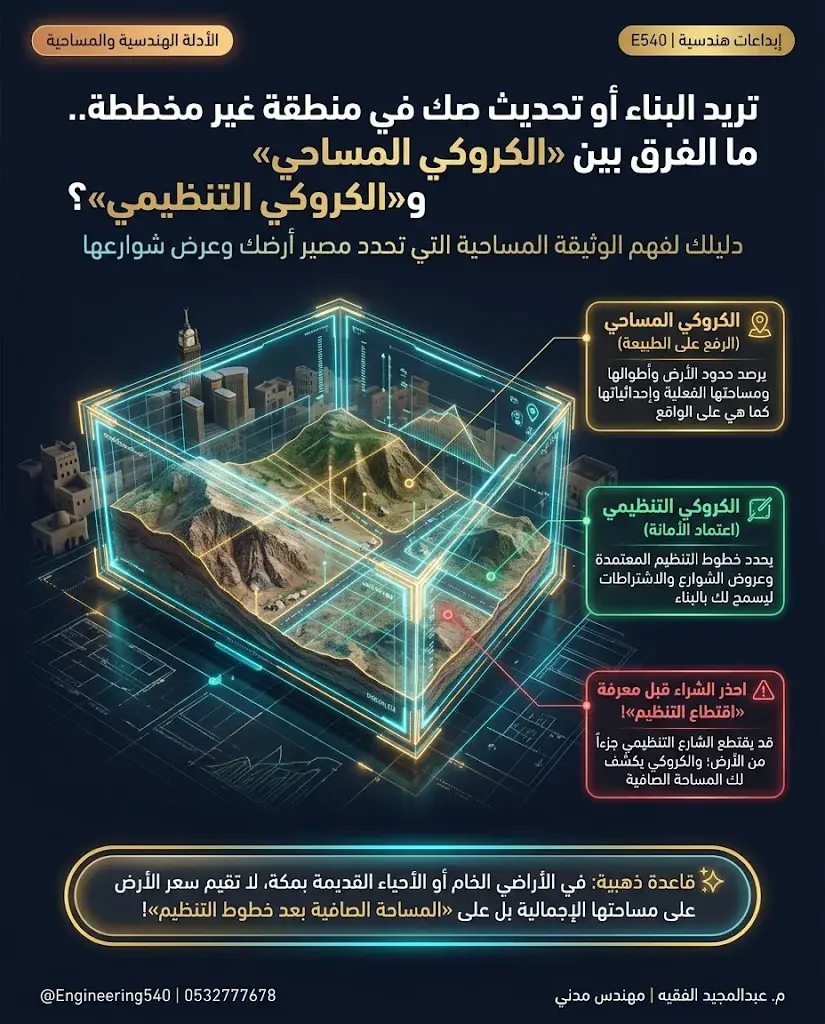 إبداعات هندسية | E540
الأدلة الهندسية والمساحية
تريد البناء أو تحديث صك في منطقة غير مخططة..
ما الفرق بين «الكروكي المساحي»
و«الكروكي التنظيمي»؟
دليلك لفهم الوثيقة المساحية التي تحدد مصير أرضك وعرض شوارعها
الكروكي المساحي
(الرفع على الطبيعة)
يرصد حدود الأرض وأطوالها
ومساحتها الفعلية وإحداثياتها
كما هي على الواقع
الكروكي التنظيمي
(اعتماد الأمانة)
يحدد خطوط التنظيم المعتمدة
وعروض الشوارع والاشتراطات
ليسمح لك بالبناء
احذر الشراء قبل معرفة
«اقتطاع التنظيم»!
قد يقتطع الشارع التنظيمي جزءاً
من الأرض؛ والكروكي يكشف
لك المساحة الصافية
قاعدة ذهبية: في الأراضي الخام أو الأحياء القديمة بمكة، لا تقيم سعر الأرض
على مساحتها الإجمالية بل على «المساحة الصافية بعد خطوط التنظيم»!
م. عبدالمجيد الفقيه | مهندس مدني
@Engineering540 | 0532777678